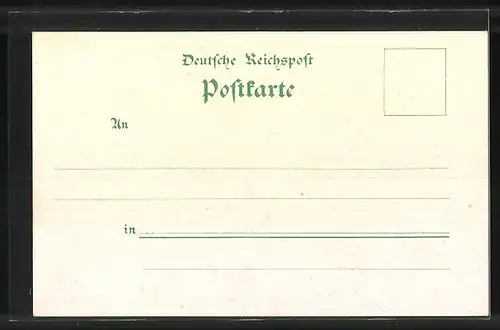 Deutſche Reichspost
Poſtkarte
An
in